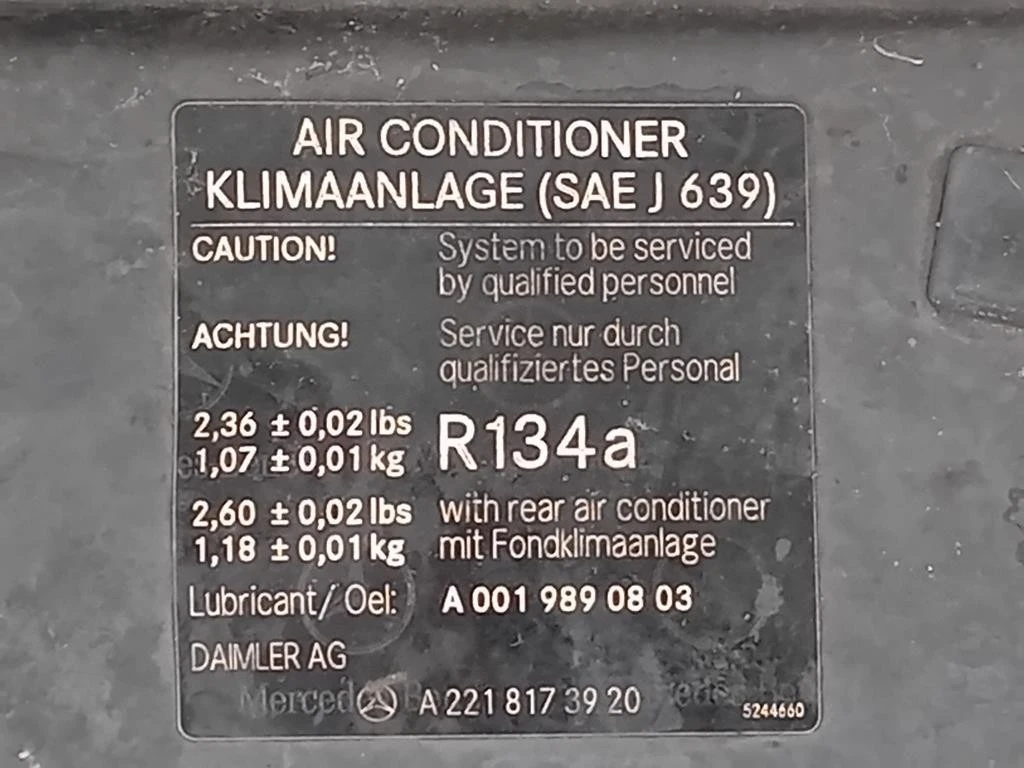 AIR CONDITIONER
KLIMAANLAGE (SAE J 639)
CAUTION! System to be serviced
by qualified personnel
ACHTUNG! Service nur durch
qualifiziertes Personal
2,36 ± 0,02 lbs R134a
1,07 ± 0,01 kg
2,60 ± 0,02 lbs with rear air conditioner
1,18 ± 0,01 kg mit Fondklimaanlage
Lubricant/ Oel: A 001 989 08 03
DAIMLER AG
A 221 817 39 20 5244660